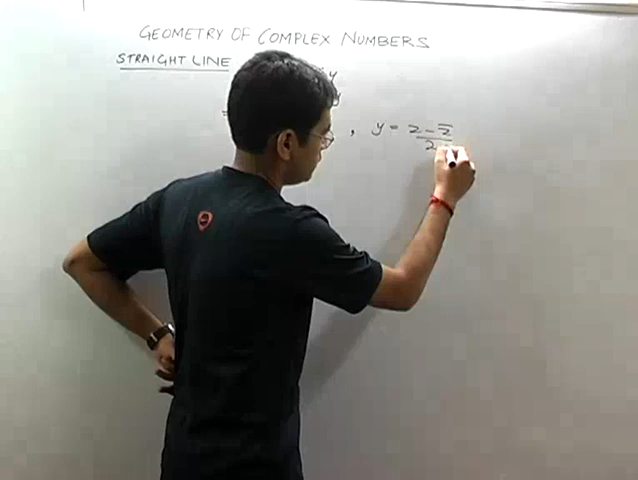 GEOMETRY OF COMPLEX NUMBERS
STRAIGHT LINE
y
y
, y = z - z̅
2